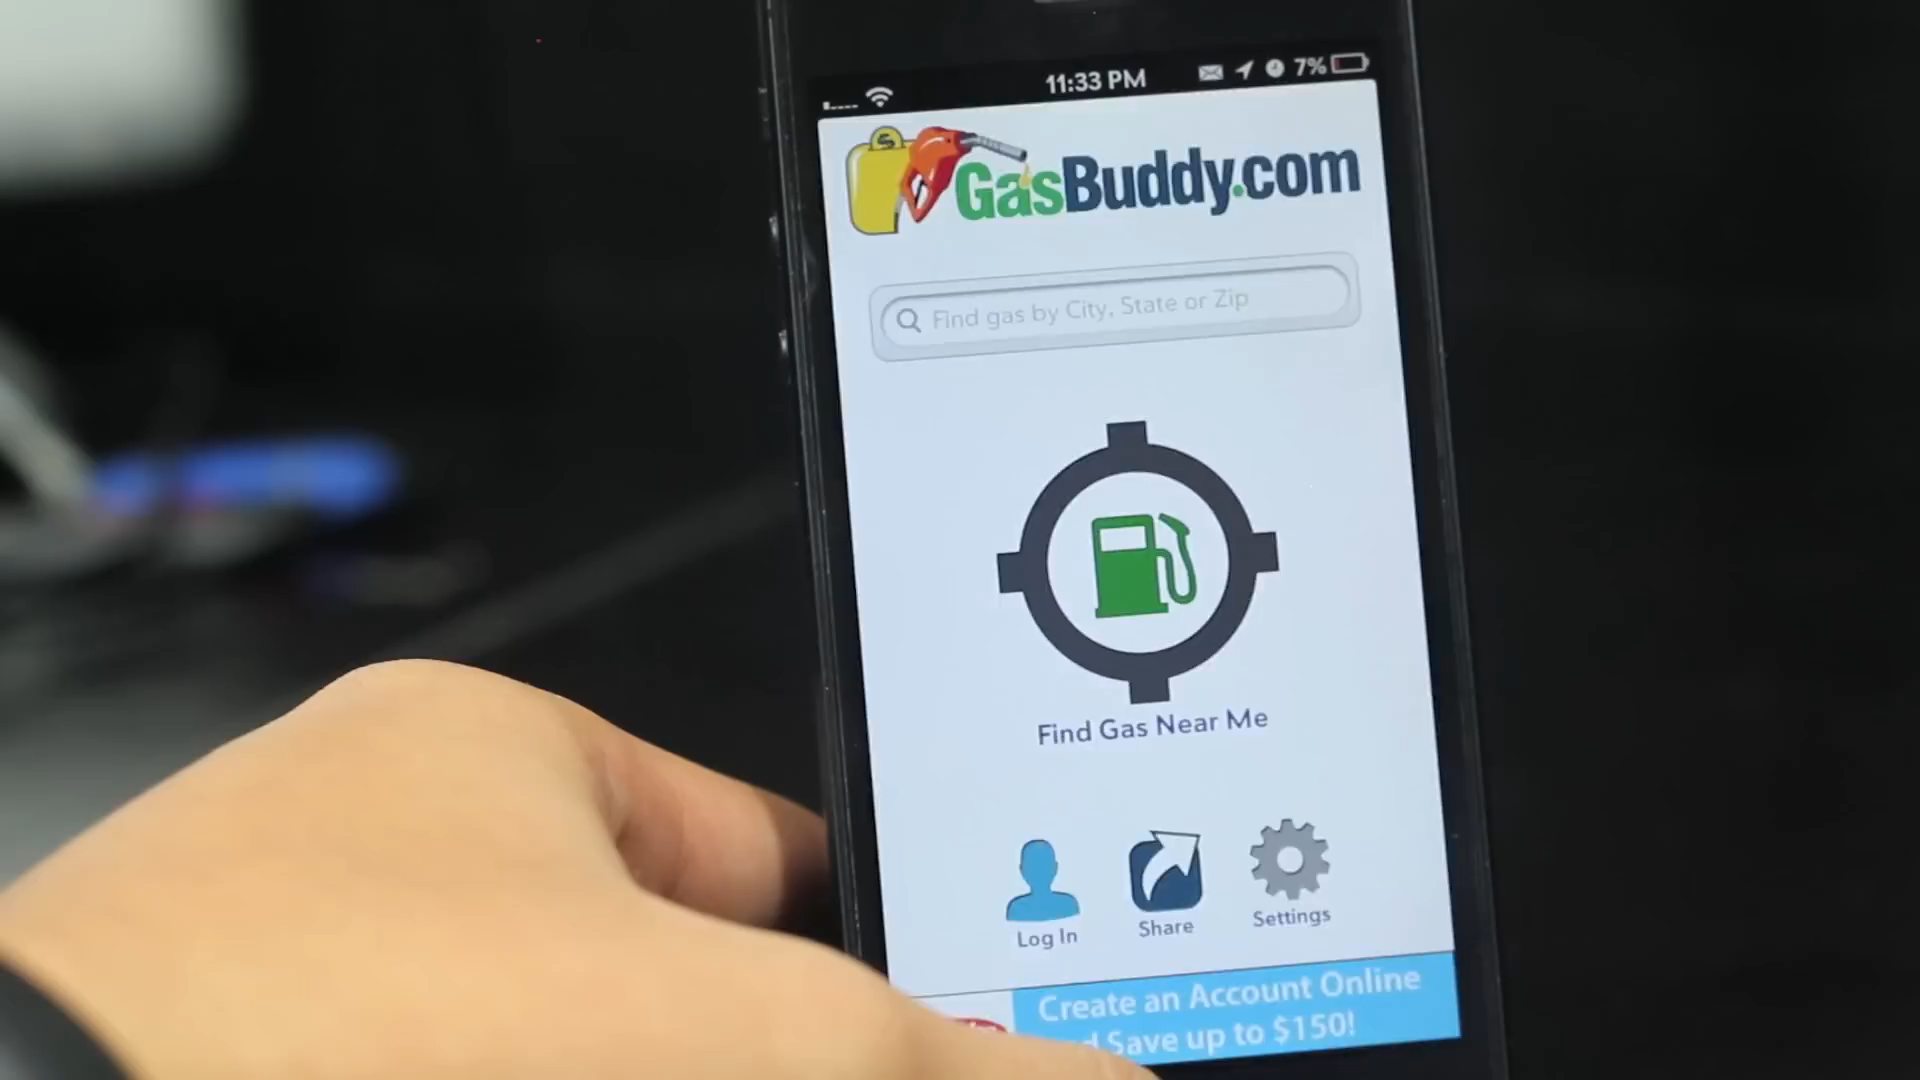 11:33 PM
7%
GasBuddy.com
Find gas by City, State or Zip
Find Gas Near Me
Log In
Share
Settings
Create an Account Online
Save up to $150!